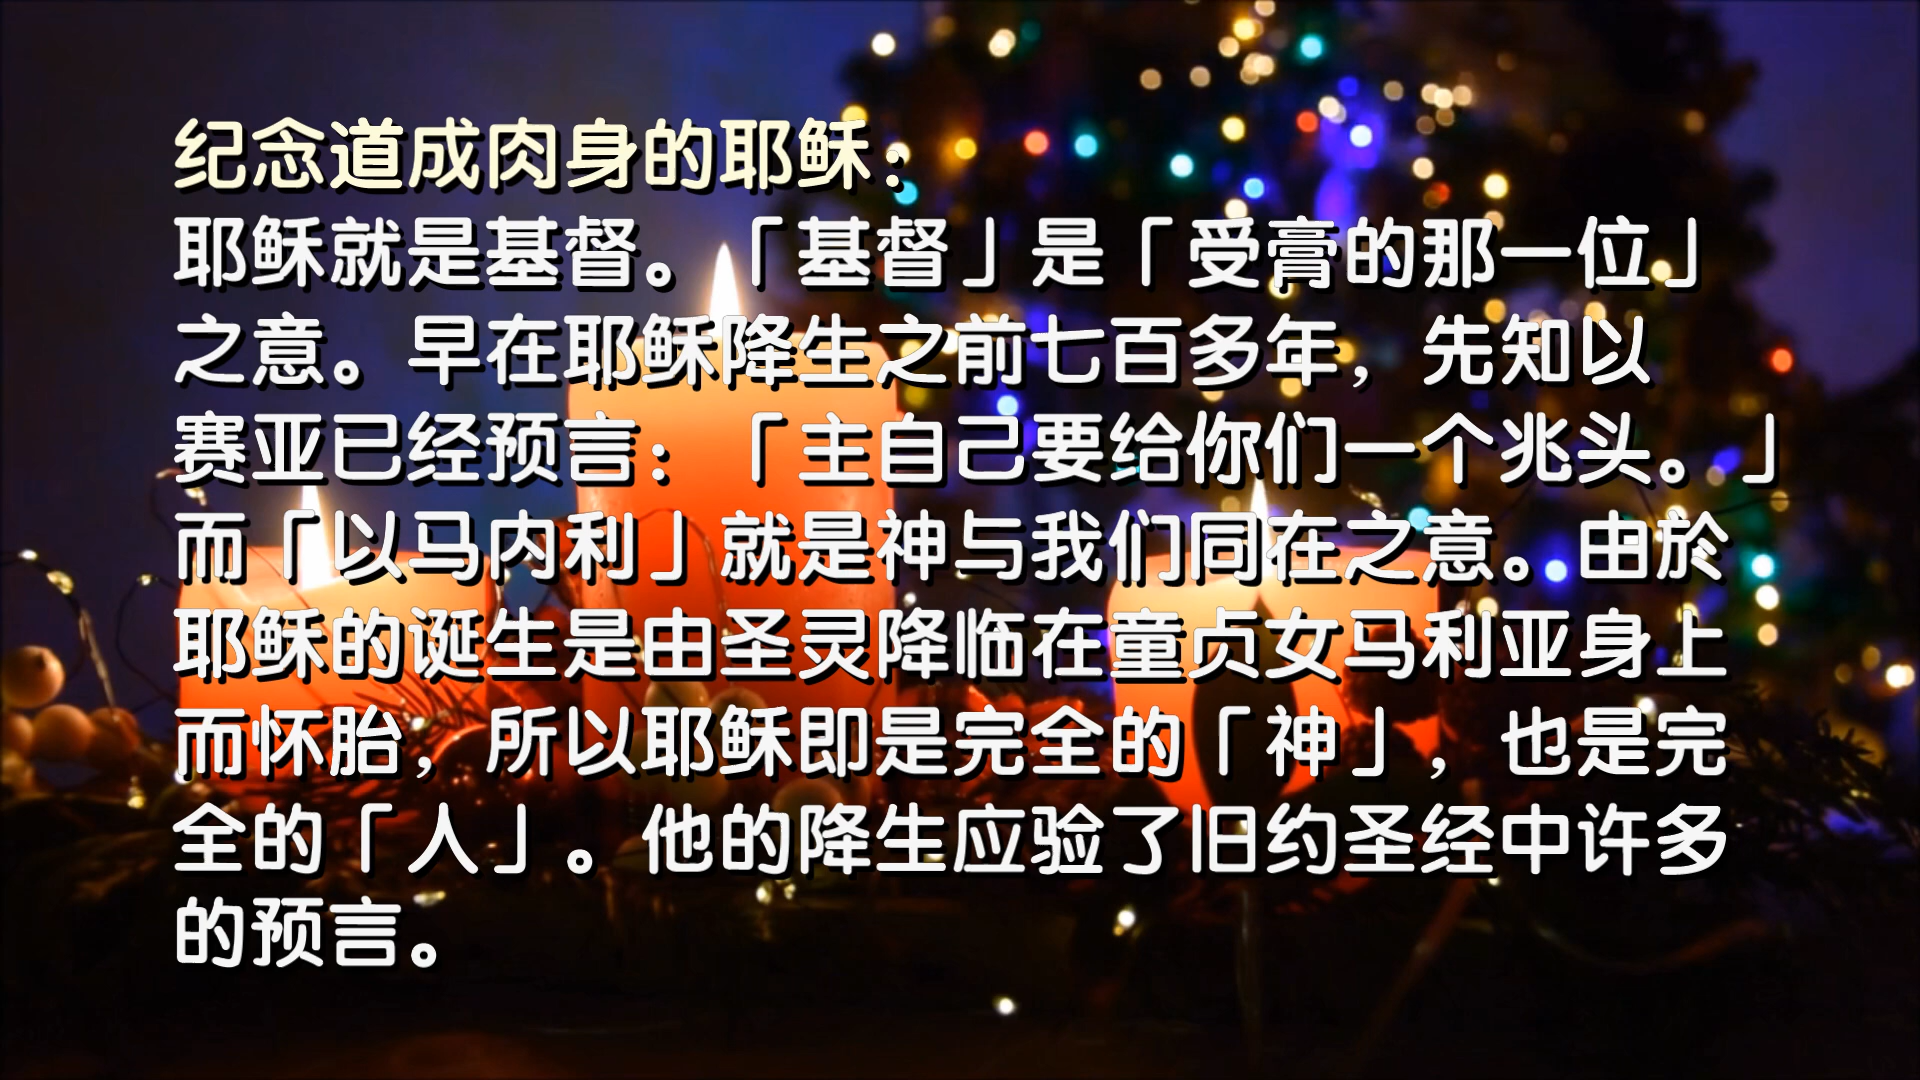 纪念道成肉身的耶稣：
耶稣就是基督。「基督」是「受膏的那一位」
之意。早在耶稣降生之前七百多年，先知以
赛亚已经预言：「主自己要给你们一个兆头。」
而「以马内利」就是神与我们同在之意。由於
耶稣的诞生是由圣灵降临在童贞女马利亚身上
而怀胎，所以耶稣即是完全的「神」，也是完
全的「人」。他的降生应验了旧约圣经中许多
的预言。